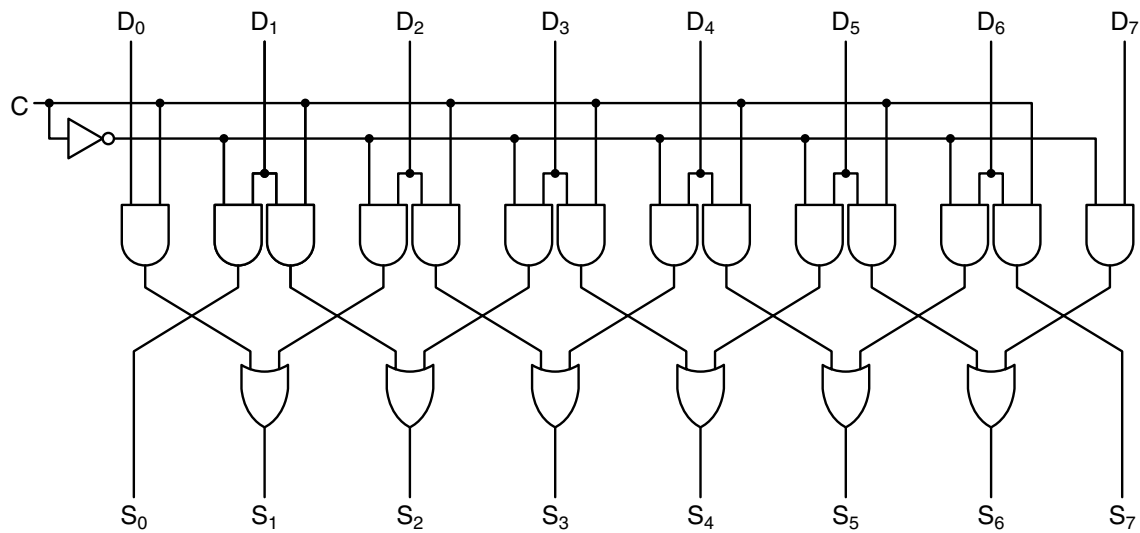 D₀ D₁ D₂ D₃ D₄ D₅ D₆ D₇
C
S₀ S₁ S₂ S₃ S₄ S₅ S₆ S₇